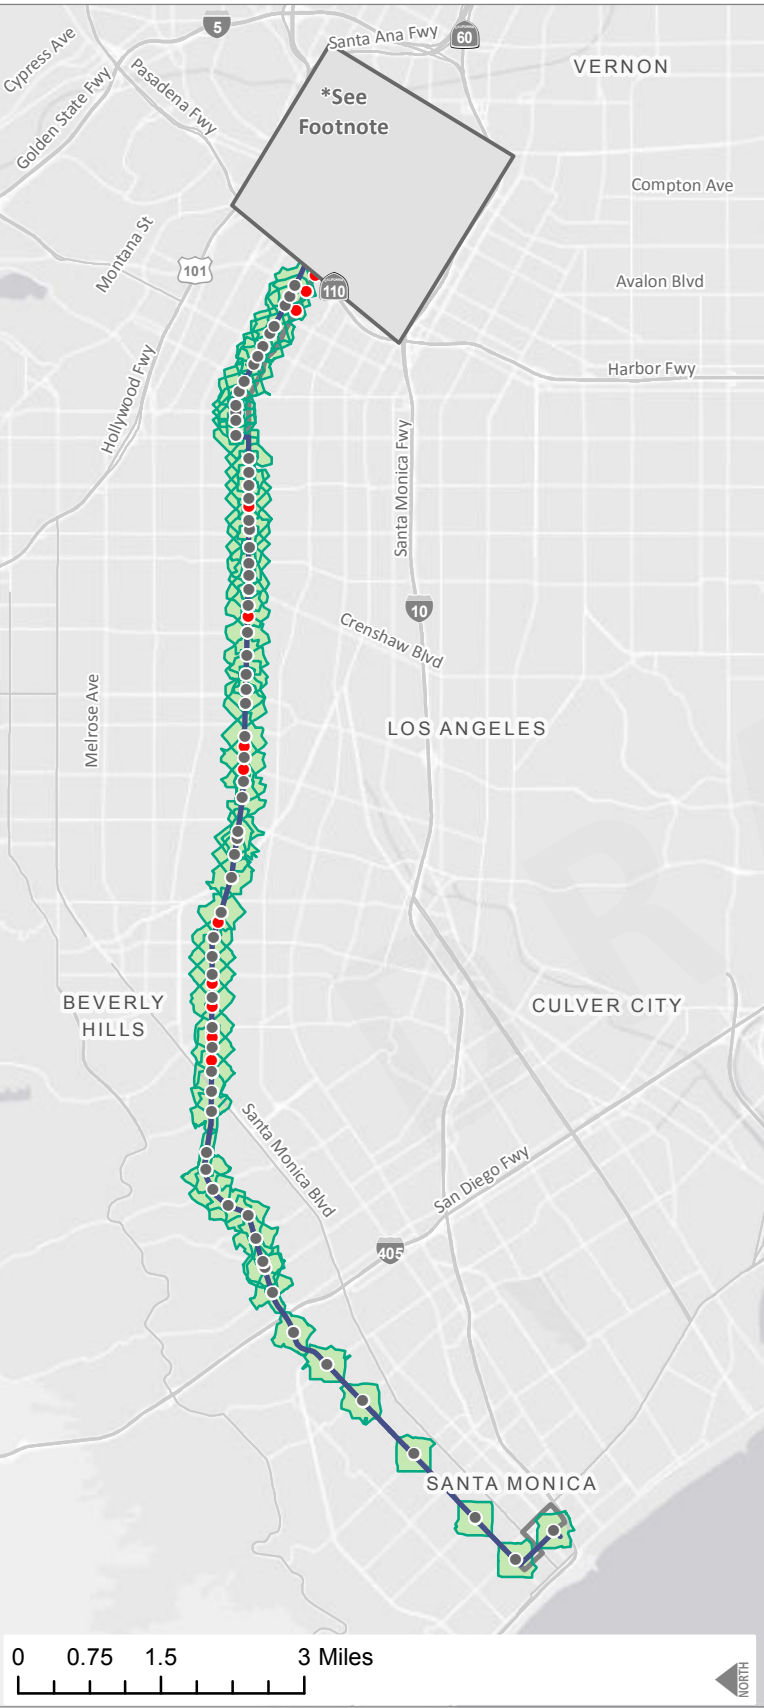 5
Santa Ana Fwy
60
Cypress Ave
VERNON
Pasadena Fwy
Golden State Fwy
*See
Footnote
Compton Ave
Montana St
101
110
Avalon Blvd
Hollywood Fwy
Harbor Fwy
Santa Monica Fwy
10
Crenshaw Blvd
Melrose Ave
LOS ANGELES
BEVERLY
HILLS
CULVER CITY
Santa Monica Blvd
San Diego Fwy
405
SANTA MONICA
0 0.75 1.5 3 Miles
NORTH